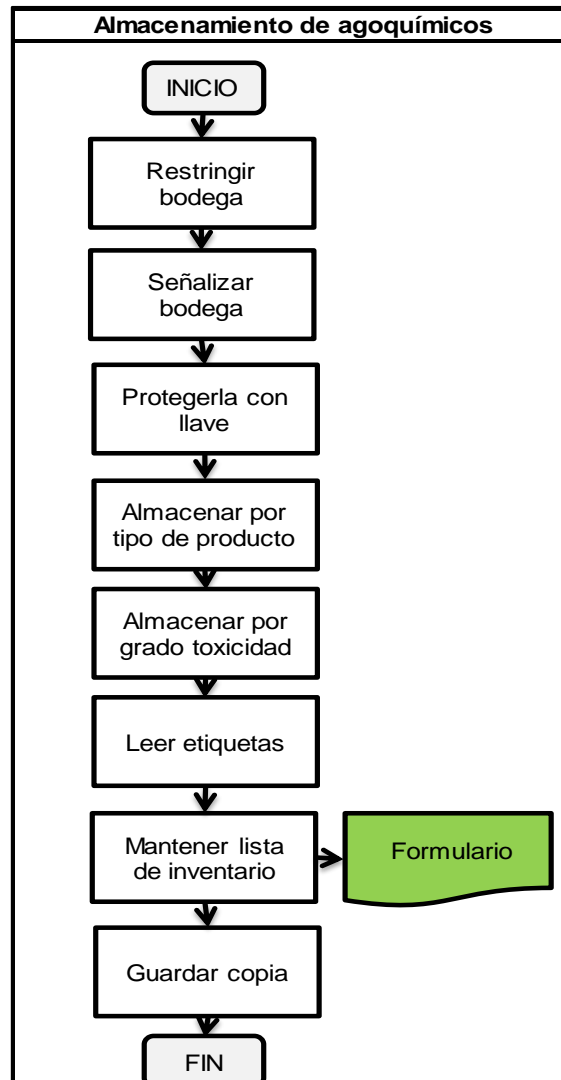 Almacenamiento de agoquímicos
INICIO
Restringir
bodega
Señalizar
bodega
Protegerla con
llave
Almacenar por
tipo de producto
Almacenar por
grado toxicidad
Leer etiquetas
Mantener lista
de inventario
Formulario
Guardar copia
FIN